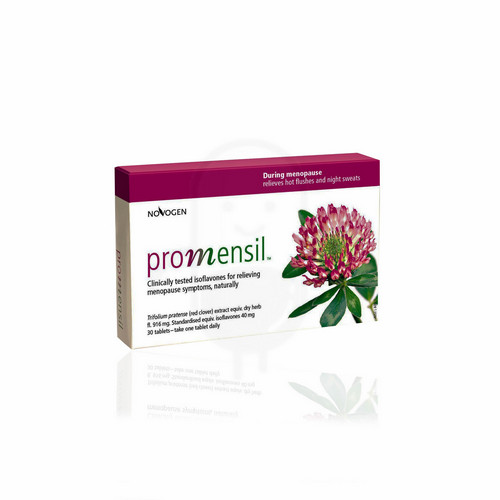 During menopause
relieves hot flushes and night sweats
NOVOGEN
promensil™
Clinically tested isoflavones for relieving
menopause symptoms, naturally
Trifolium pratense (red clover) extract equiv. dry herb
fl. 916 mg. Standardised equiv. isoflavones 40 mg
30 tablets – take one tablet daily
promensil